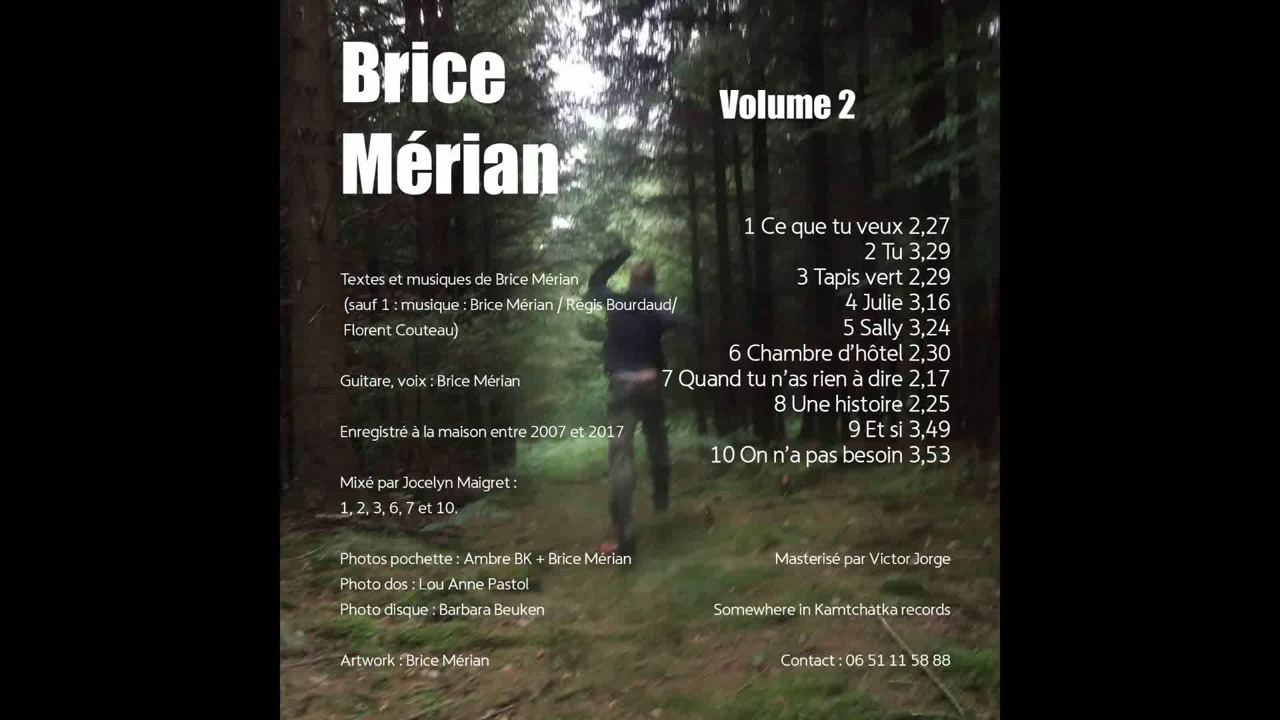 Brice
Mérian
Volume 2
1 Ce que tu veux 2,27
2 Tu 3,29
3 Tapis vert 2,29
4 Julie 3,16
5 Sally 3,24
6 Chambre d'hôtel 2,30
7 Quand tu n'as rien à dire 2,17
8 Une histoire 2,25
9 Et si 3,49
10 On n'a pas besoin 3,53
Textes et musiques de Brice Mérian
(sauf 1 : musique : Brice Mérian / Régis Bourdaud/
Florent Couteau)
Guitare, voix : Brice Mérian
Enregistré à la maison entre 2007 et 2017
Mixé par Jocelyn Maigret :
1, 2, 3, 6, 7 et 10.
Photos pochette : Ambre BK + Brice Mérian
Photo dos : Lou Anne Pastol
Photo disque : Barbara Beuken
Artwork : Brice Mérian
Masterisé par Victor Jorge
Somewhere in Kamtchatka records
Contact : 06 51 11 58 88